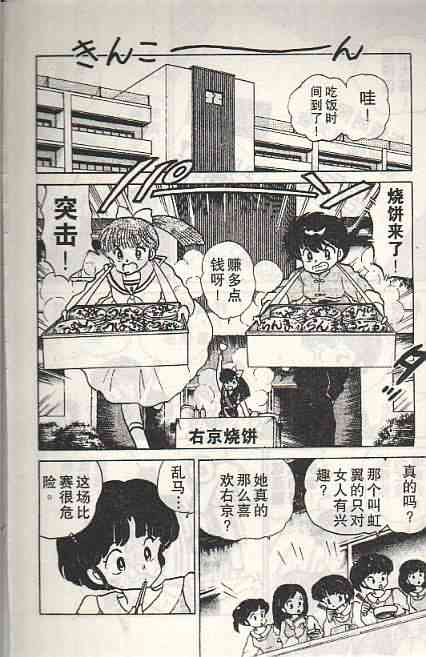 きんこーん
哇！
吃饭时
间到了！
パーン
烧饼来了！
赚多点
钱呀！
突击！
右京烧饼
真的吗？
那个叫虹
翼的只对
女人有兴
趣？
她真的
那么喜
欢右京？
乱马…
这场比
赛很危
险。